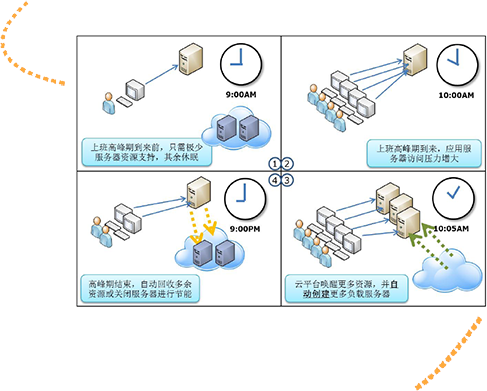 9:00AM
上班高峰期到来前，只需极少
服务器资源支持，其余休眠
10:00AM
上班高峰期到来，应用服
务器访问压力增大
① ②
④ ③
9:00PM
高峰期结束，自动回收多余
资源或关闭服务器进行节能
10:05AM
云平台唤醒更多资源，并自
动创建更多负载服务器